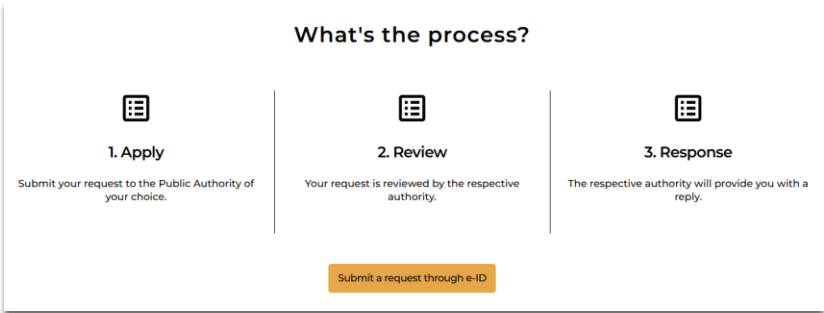 What's the process?
1. Apply
Submit your request to the Public Authority of
your choice.
2. Review
Your request is reviewed by the respective
authority.
3. Response
The respective authority will provide you with a
reply.
Submit a request through e-ID